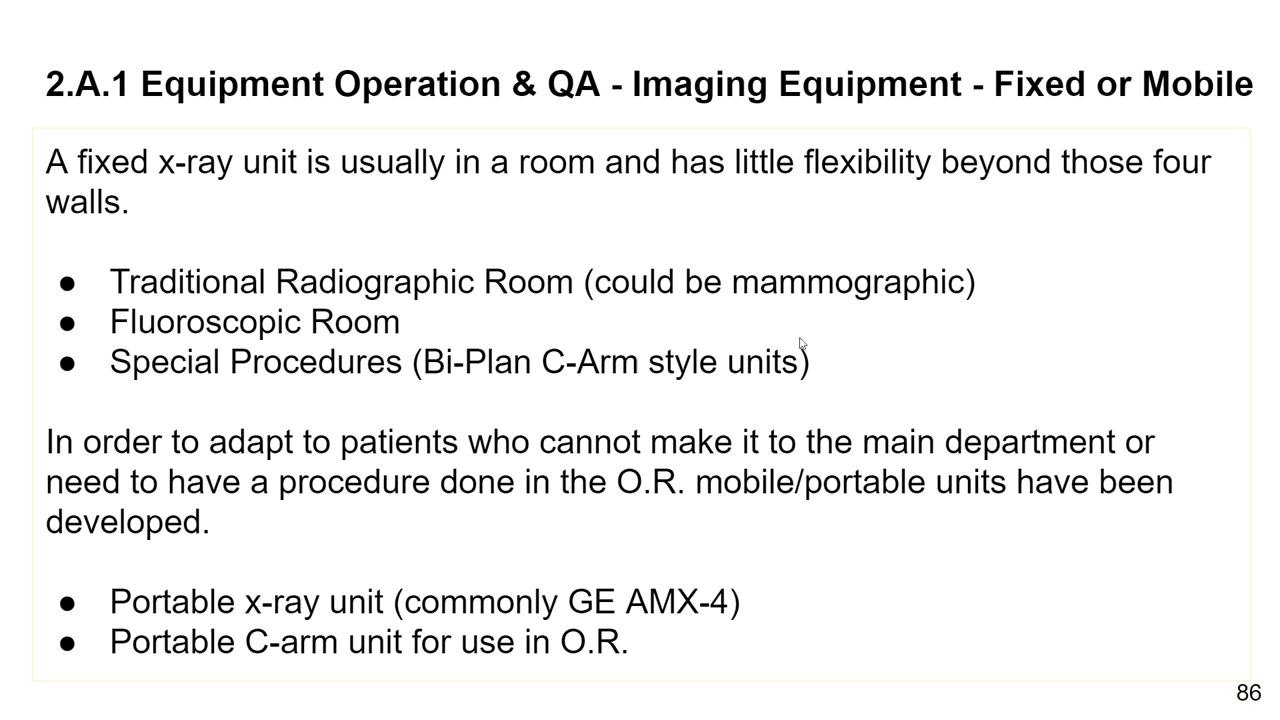 2.A.1 Equipment Operation & QA - Imaging Equipment - Fixed or Mobile
A fixed x-ray unit is usually in a room and has little flexibility beyond those four
walls.
● Traditional Radiographic Room (could be mammographic)
● Fluoroscopic Room
● Special Procedures (Bi-Plan C-Arm style units)
In order to adapt to patients who cannot make it to the main department or
need to have a procedure done in the O.R. mobile/portable units have been
developed.
● Portable x-ray unit (commonly GE AMX-4)
● Portable C-arm unit for use in O.R.
86